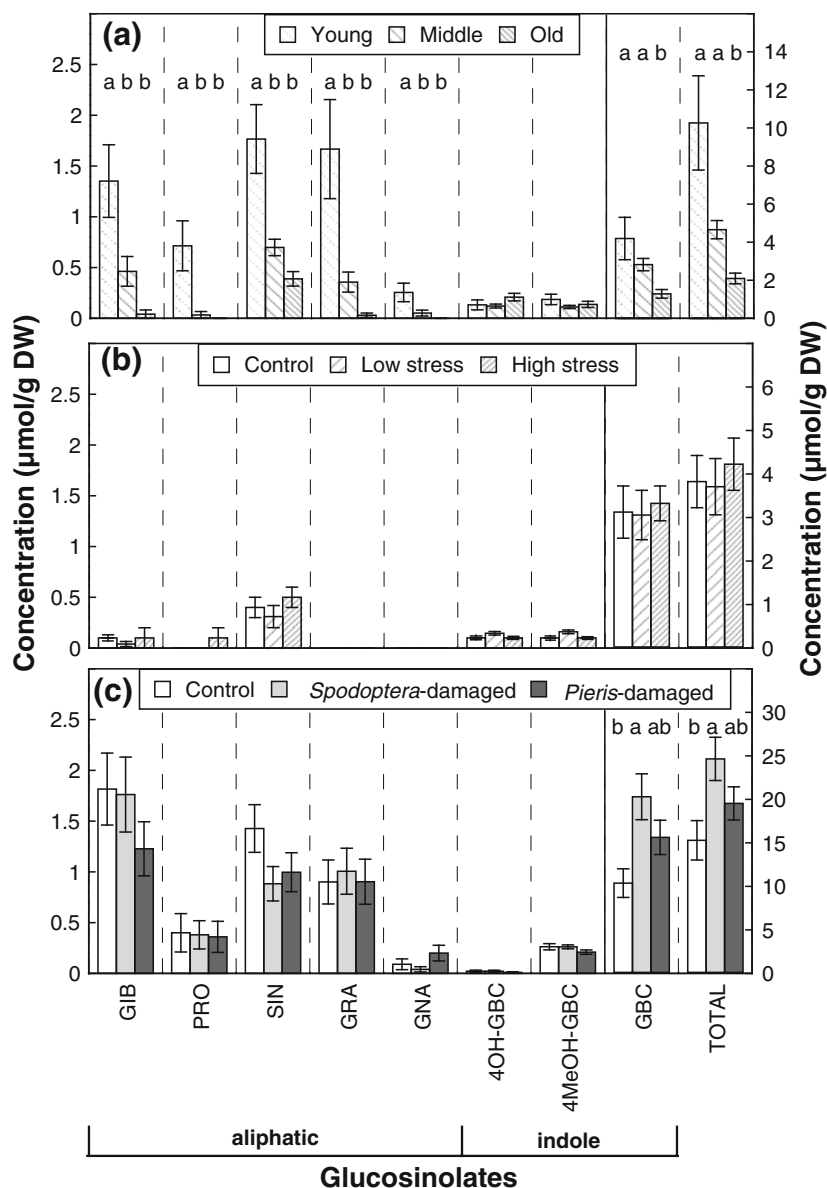 (a)
Young Middle Old
2.5
2
1.5
1
0.5
0
a b b
a b b
a b b
a b b
a b b
a a b
a a b
14
12
10
8
6
4
2
0
(b)
Control Low stress High stress
2.5
2
1.5
1
0.5
0
6
5
4
3
2
1
0
(c)
Control Spodoptera-damaged Pieris-damaged
2.5
2
1.5
1
0.5
0
b a ab
b a ab
30
25
20
15
10
5
0
Concentration (µmol/g DW)
Concentration (µmol/g DW)
GIB
PRO
SIN
GRA
GNA
4OH-GBC
4MeOH-GBC
GBC
TOTAL
aliphatic
indole
Glucosinolates